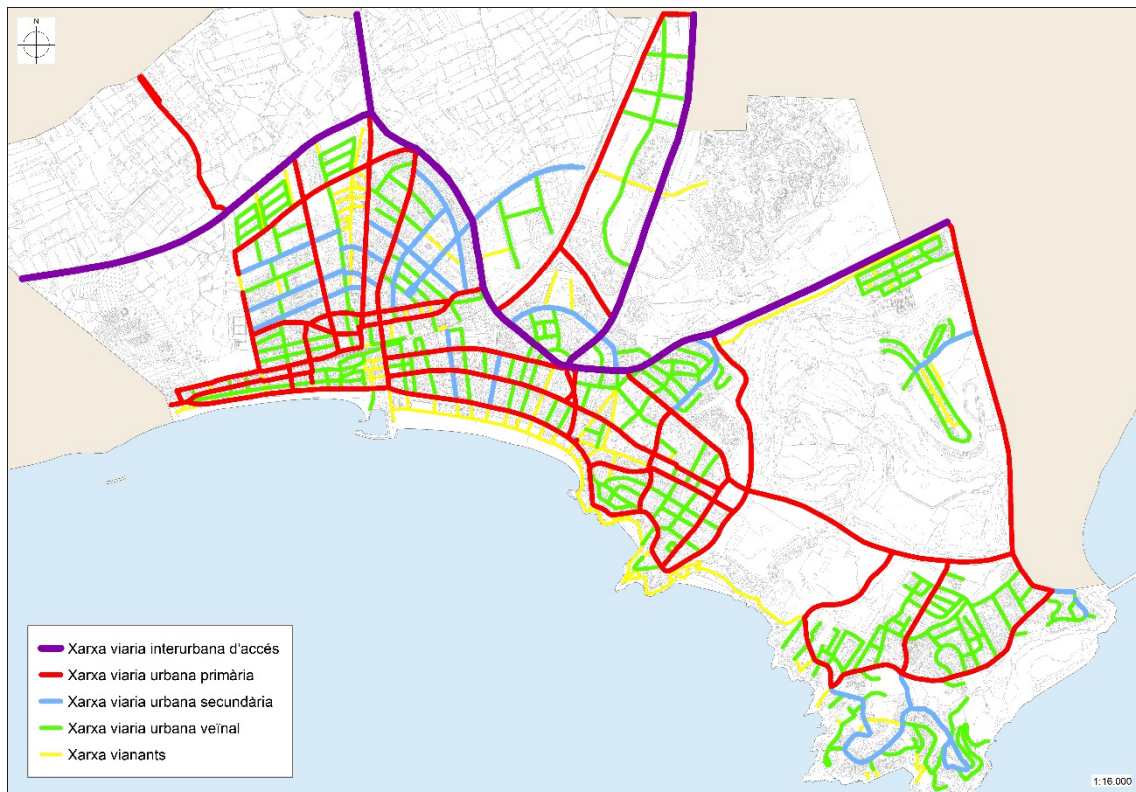 N
Xarxa viaria interurbana d'accés
Xarxa viaria urbana primària
Xarxa viaria urbana secundària
Xarxa viaria urbana veïnal
Xarxa vianants
1:16.000